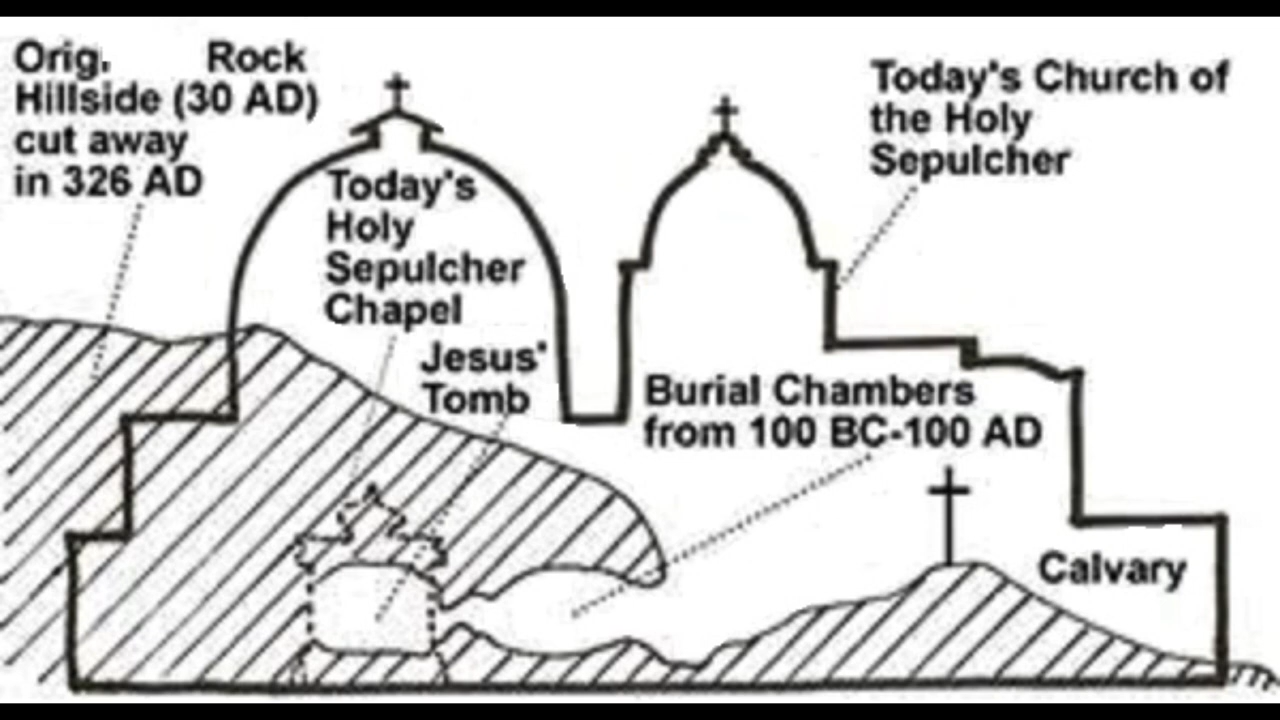 Orig. Rock
Hillside (30 AD)
cut away
in 326 AD
Today's
Holy
Sepulcher
Chapel
Jesus'
Tomb
Today's Church of
the Holy
Sepulcher
Burial Chambers
from 100 BC-100 AD
Calvary